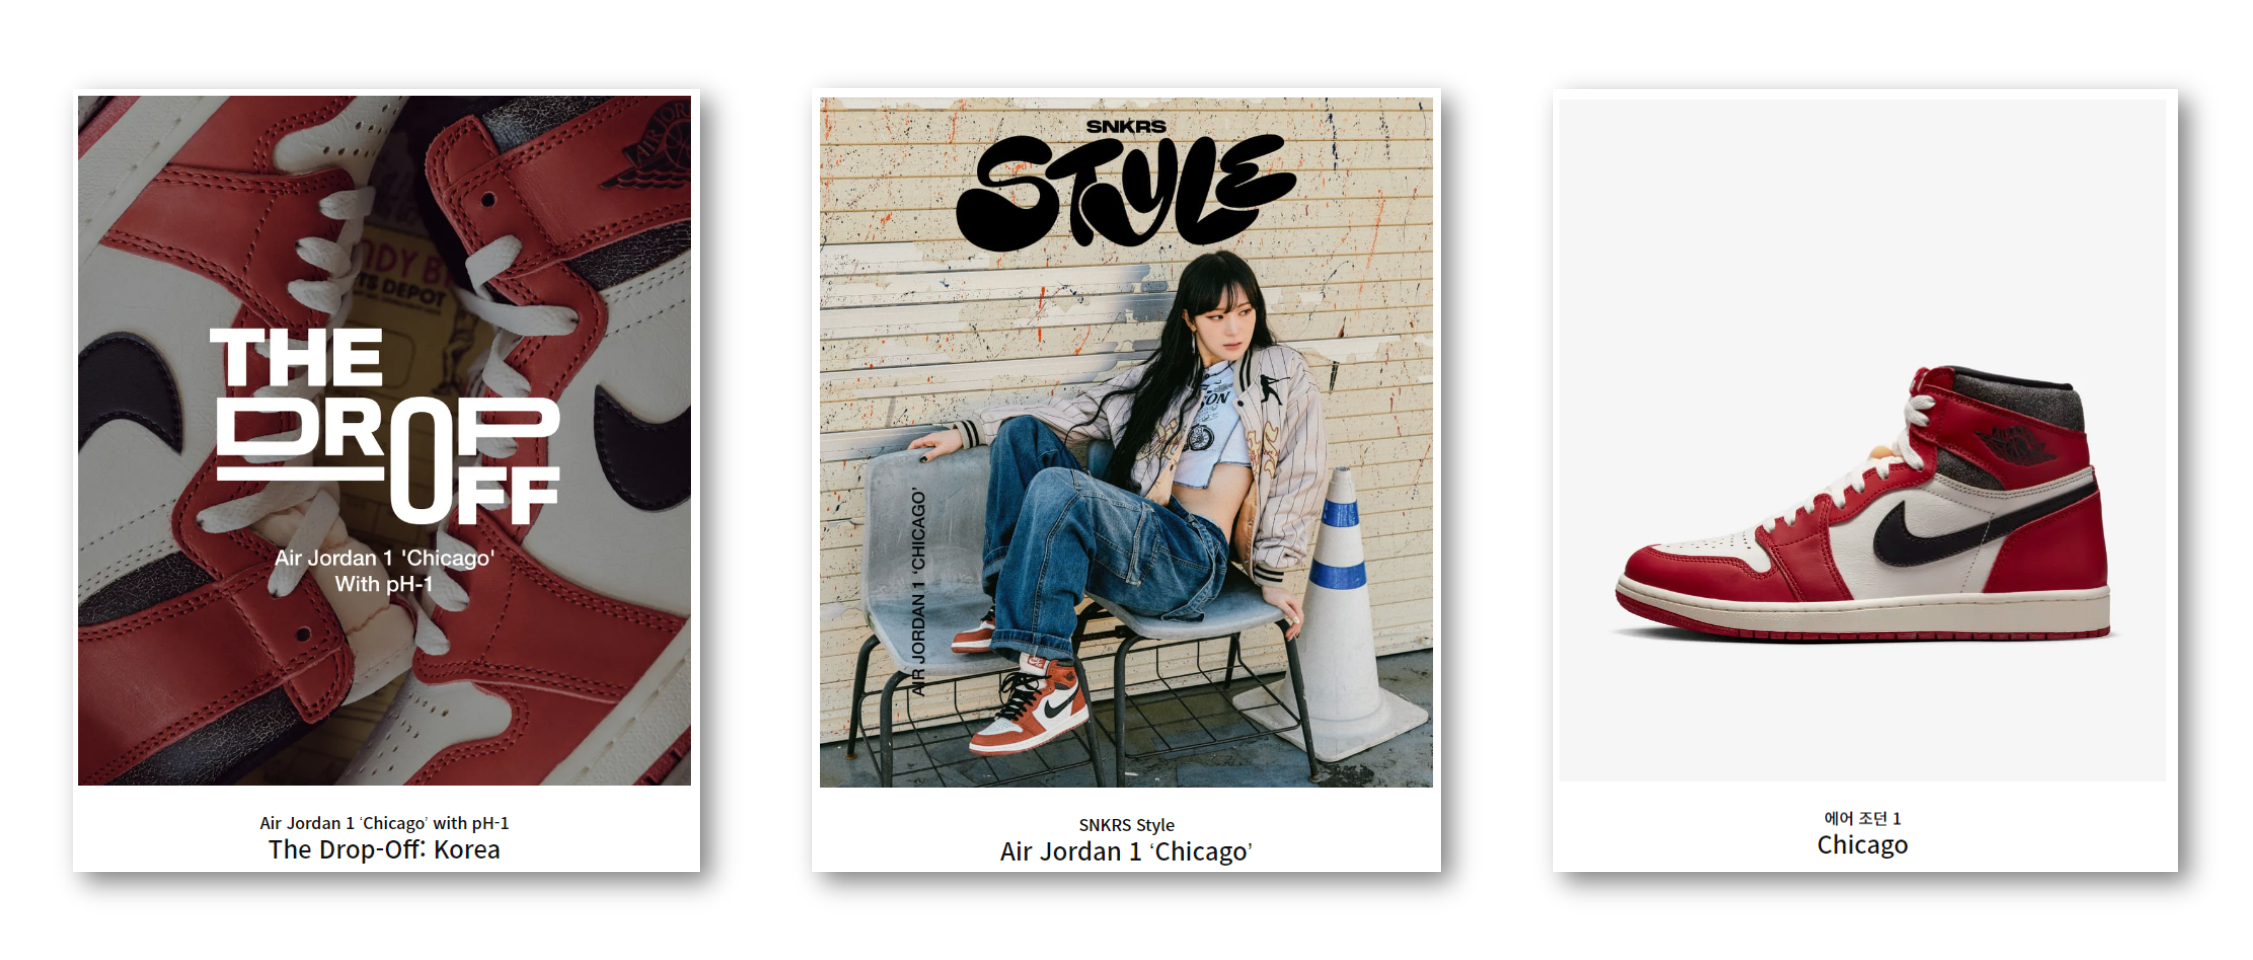 THE
DROP
OFF
Air Jordan 1 'Chicago'
With pH-1
Air Jordan 1 ‘Chicago’ with pH-1
The Drop-Off: Korea
SNKRS
STYLE
AIR JORDAN 1 ‘CHICAGO’
SNKRS Style
Air Jordan 1 ‘Chicago’
에어 조던 1
Chicago